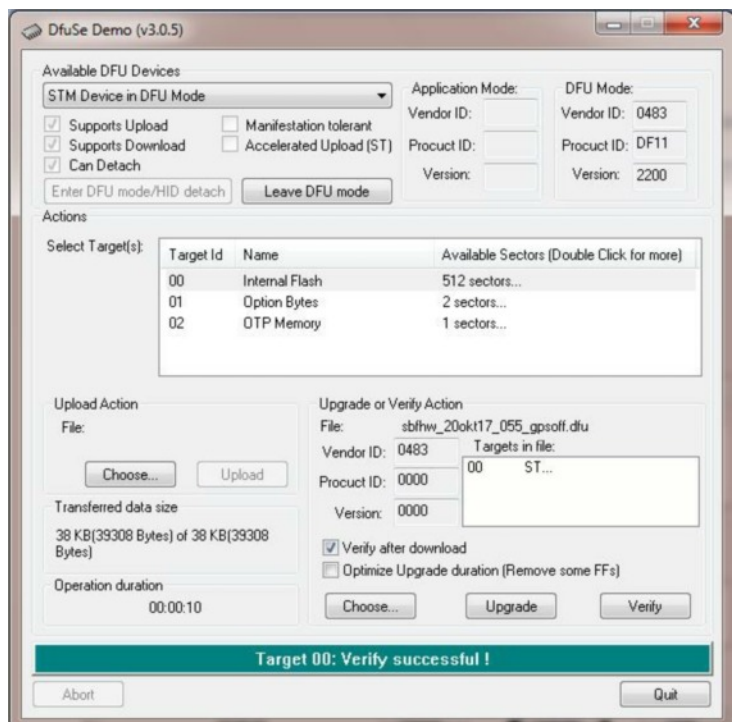 DfuSe Demo (v3.0.5)
Available DFU Devices
STM Device in DFU Mode
Supports Upload
Manifestation tolerant
Supports Download
Accelerated Upload (ST)
Can Detach
Enter DFU mode/HID detach
Leave DFU mode
Application Mode:
Vendor ID:
Procuct ID:
Version:
DFU Mode:
Vendor ID: 0483
Procuct ID: DF11
Version: 2200
Actions
Select Target(s):
Target Id Name Available Sectors (Double Click for more)
00 Internal Flash 512 sectors...
01 Option Bytes 2 sectors...
02 OTP Memory 1 sectors...
Upload Action
File:
Choose... Upload
Transferred data size
38 KB(39308 Bytes) of 38 KB(39308
Bytes)
Operation duration
00:00:10
Upgrade or Verify Action
File: sbfhw_20okt17_055_gpsoff.dfu
Vendor ID: 0483
Procuct ID: 0000
Version: 0000
Targets in file:
00 ST...
Verify after download
Optimize Upgrade duration (Remove some FFs)
Choose... Upgrade Verify
Target 00: Verify successful !
Abort Quit